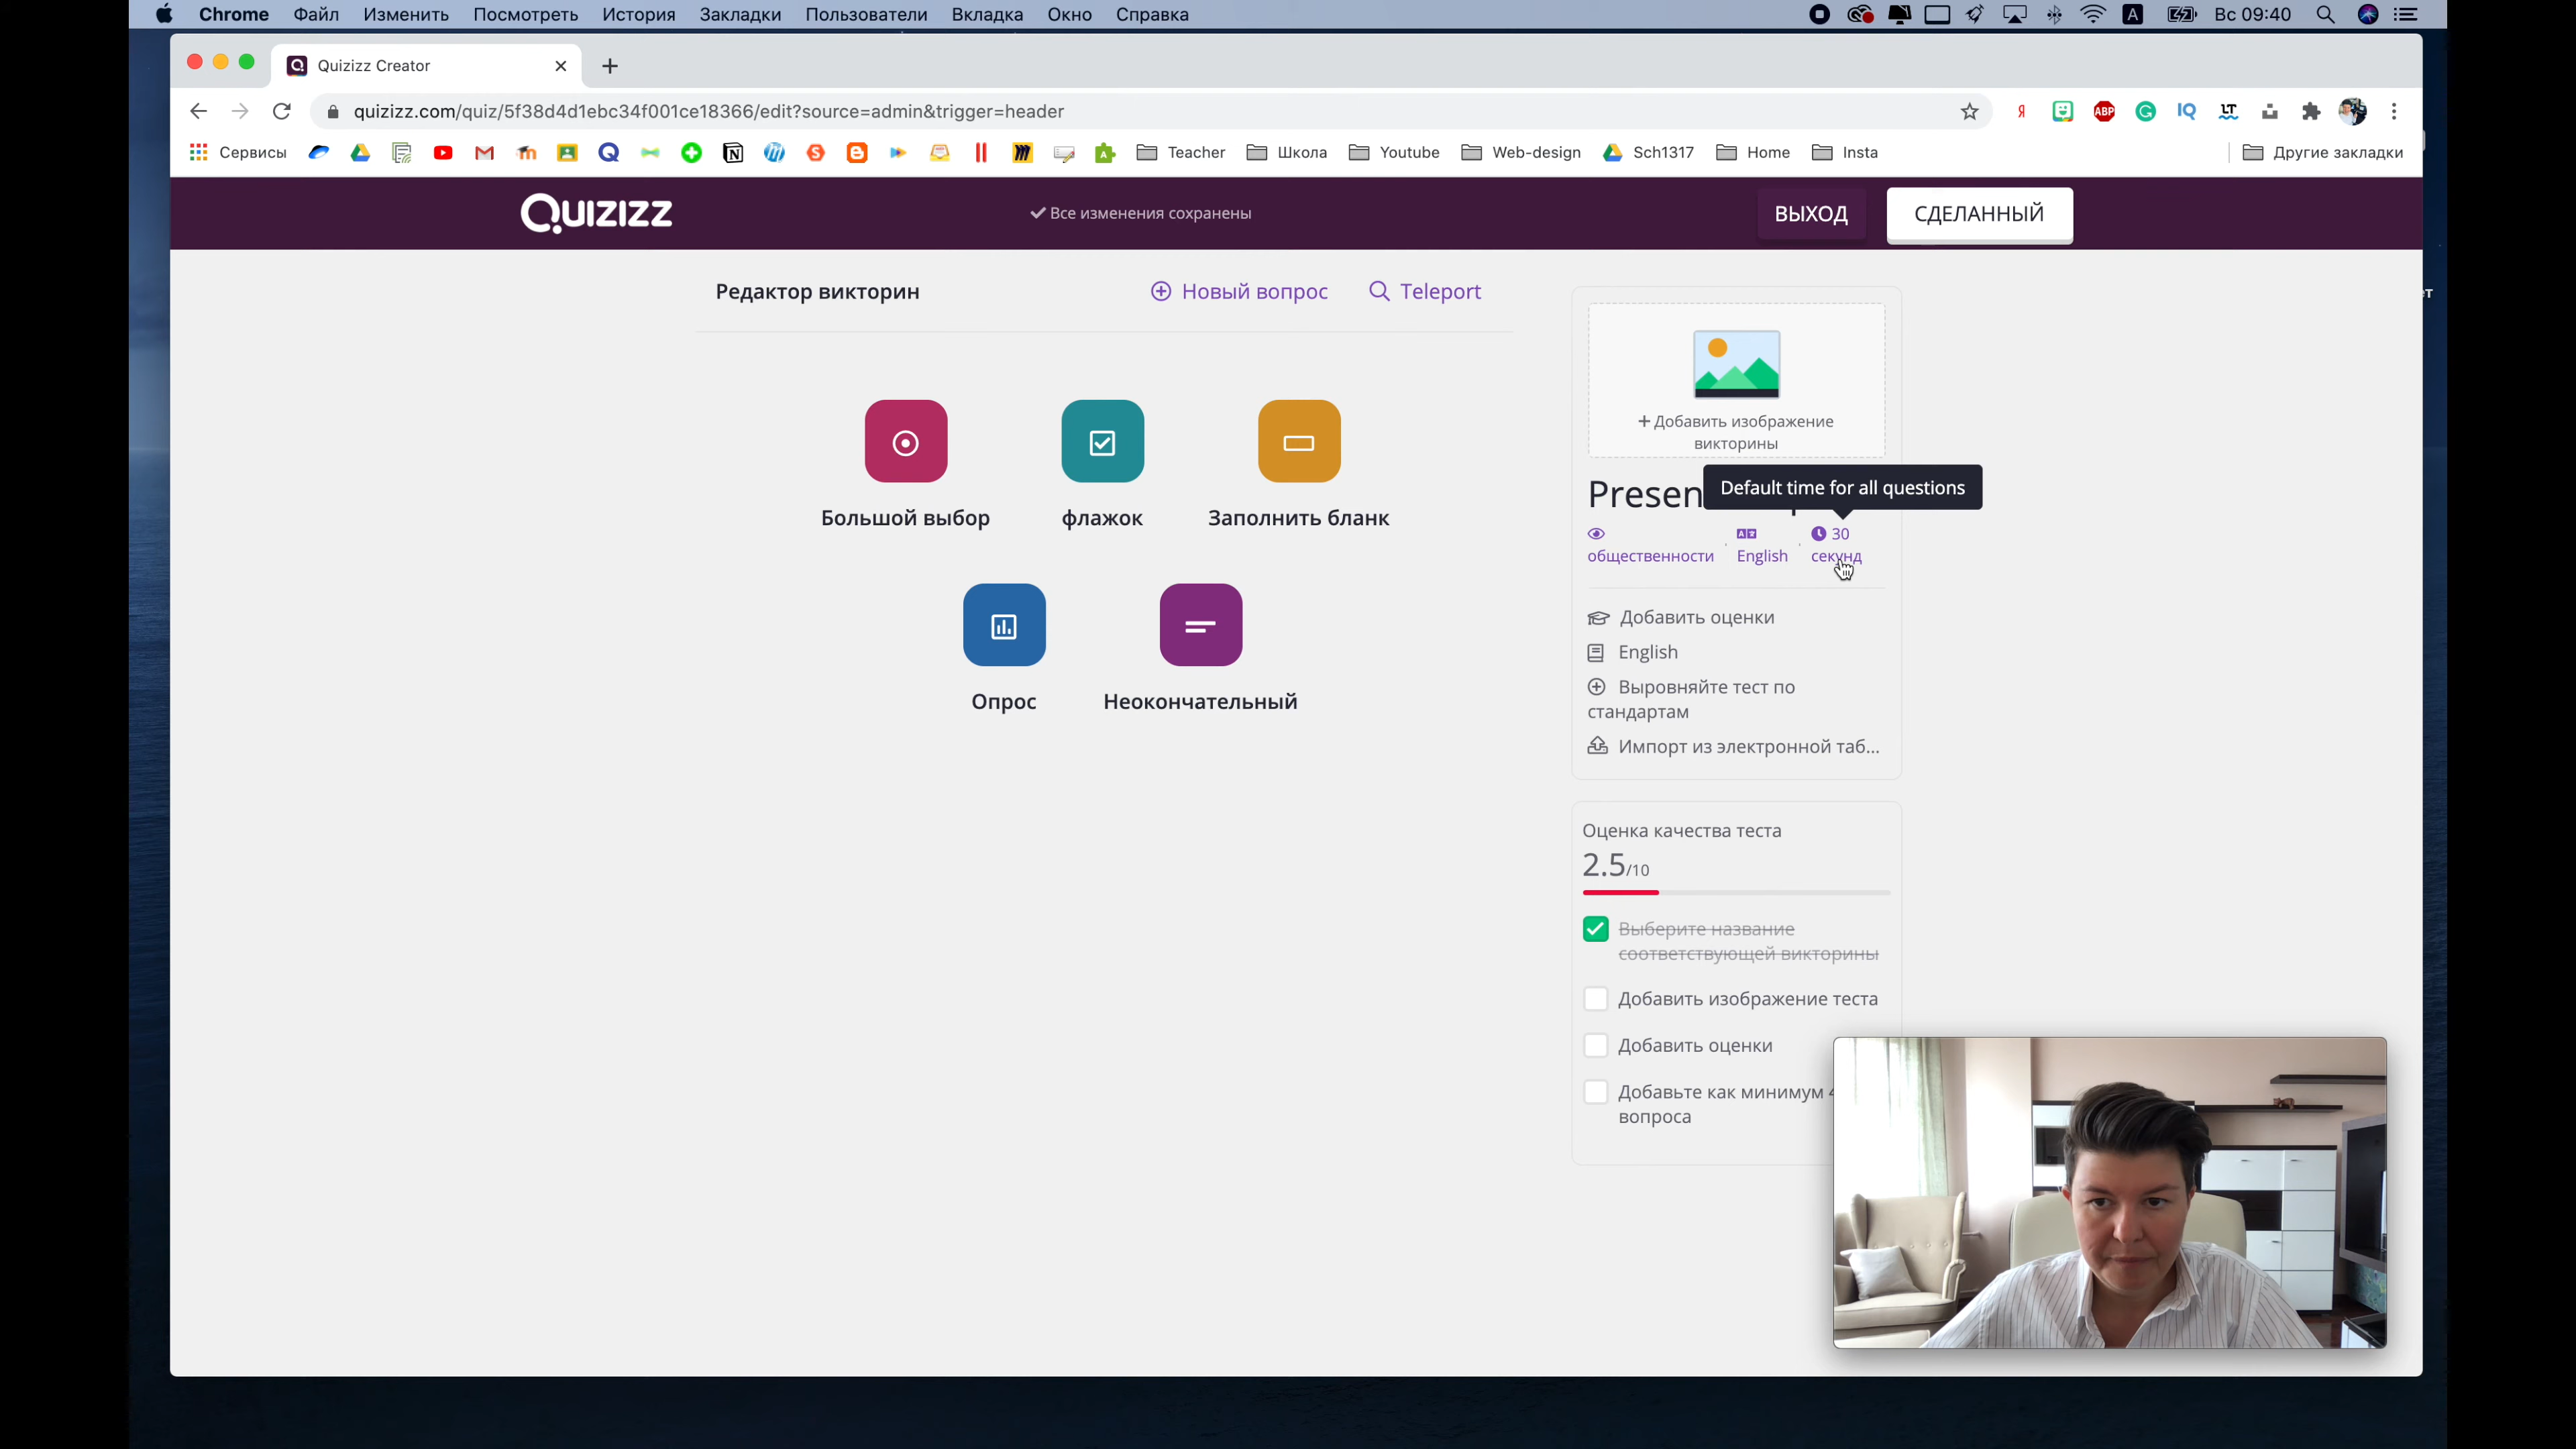 Chrome Файл Изменить Посмотреть История Закладки Пользователи Вкладка Окно Справка
Вс 09:40
Quizizz Creator
quizizz.com/quiz/5f38d4d1ebc34f001ce18366/edit?source=admin&trigger=header
Сервисы Teacher Школа Youtube Web-design Sch1317 Home Insta Другие закладки
Quizizz
Все изменения сохранены
ВЫХОД
СДЕЛАННЫЙ
Редактор викторин
Новый вопрос
Teleport
Большой выбор
флажок
Заполнить бланк
Опрос
Неокончательный
+ Добавить изображение
викторины
Presen
Default time for all questions
общественности
English
30
секунд
Добавить оценки
English
Выровняйте тест по
стандартам
Импорт из электронной таб...
Оценка качества теста
2.5/10
Выберите название
соответствующей викторины
Добавить изображение теста
Добавить оценки
Добавьте как минимум
вопроса